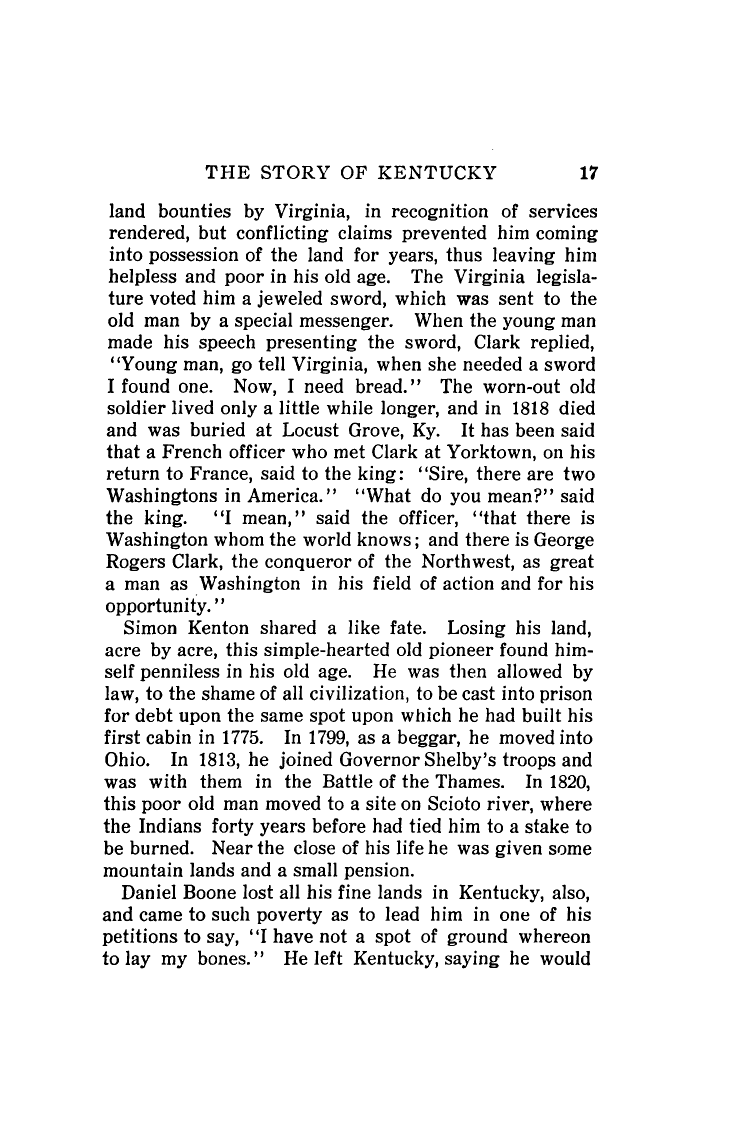 THE STORY OF KENTUCKY 17
land bounties by Virginia, in recognition of services
rendered, but conflicting claims prevented him coming
into possession of the land for years, thus leaving him
helpless and poor in his old age. The Virginia legisla-
ture voted him a jeweled sword, which was sent to the
old man by a special messenger. When the young man
made his speech presenting the sword, Clark replied,
"Young man, go tell Virginia, when she needed a sword
I found one. Now, I need bread." The worn-out old
soldier lived only a little while longer, and in 1818 died
and was buried at Locust Grove, Ky. It has been said
that a French officer who met Clark at Yorktown, on his
return to France, said to the king: "Sire, there are two
Washingtons in America." "What do you mean?" said
the king. "I mean," said the officer, "that there is
Washington whom the world knows; and there is George
Rogers Clark, the conqueror of the Northwest, as great
a man as Washington in his field of action and for his
opportunity."
Simon Kenton shared a like fate. Losing his land,
acre by acre, this simple-hearted old pioneer found him-
self penniless in his old age. He was then allowed by
law, to the shame of all civilization, to be cast into prison
for debt upon the same spot upon which he had built his
first cabin in 1775. In 1799, as a beggar, he moved into
Ohio. In 1813, he joined Governor Shelby's troops and
was with them in the Battle of the Thames. In 1820,
this poor old man moved to a site on Scioto river, where
the Indians forty years before had tied him to a stake to
be burned. Near the close of his life he was given some
mountain lands and a small pension.
Daniel Boone lost all his fine lands in Kentucky, also,
and came to such poverty as to lead him in one of his
petitions to say, "I have not a spot of ground whereon
to lay my bones." He left Kentucky, saying he would